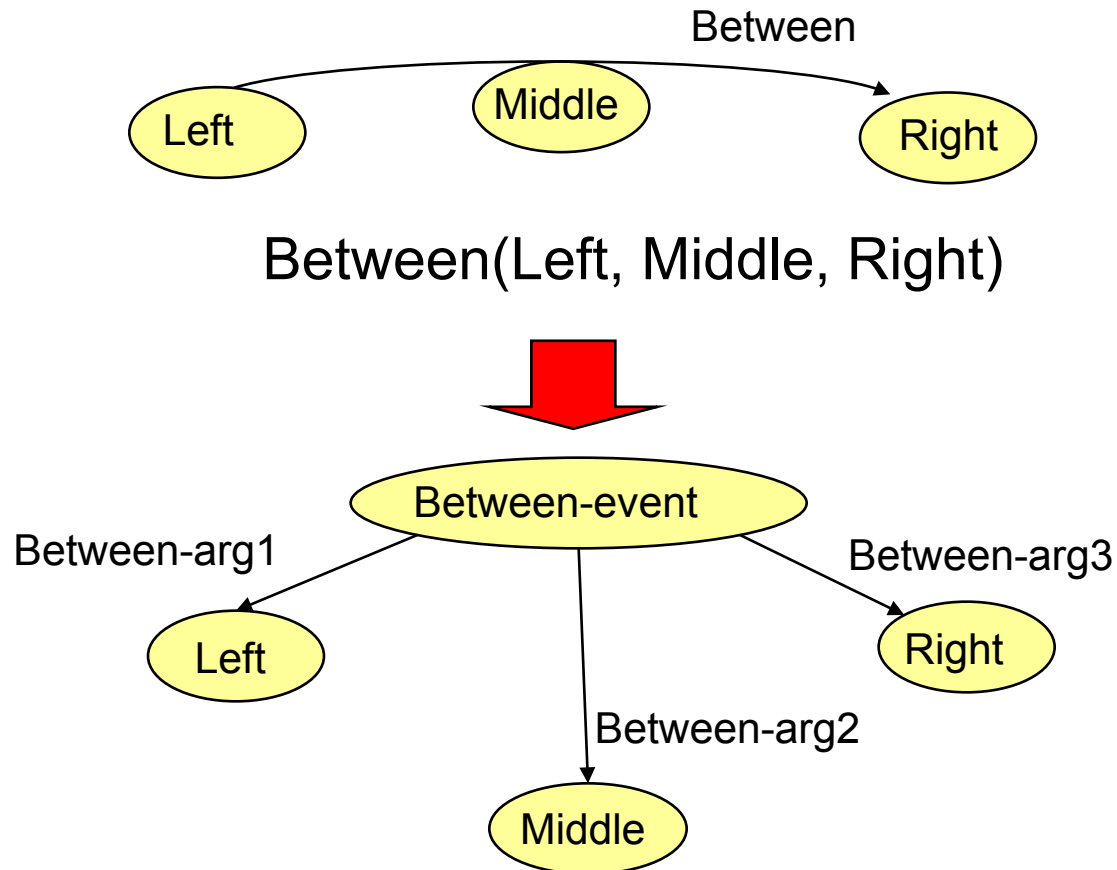 Between
Left
Middle
Right
Between(Left, Middle, Right)
Between-event
Between-arg1
Between-arg3
Left
Right
Between-arg2
Middle